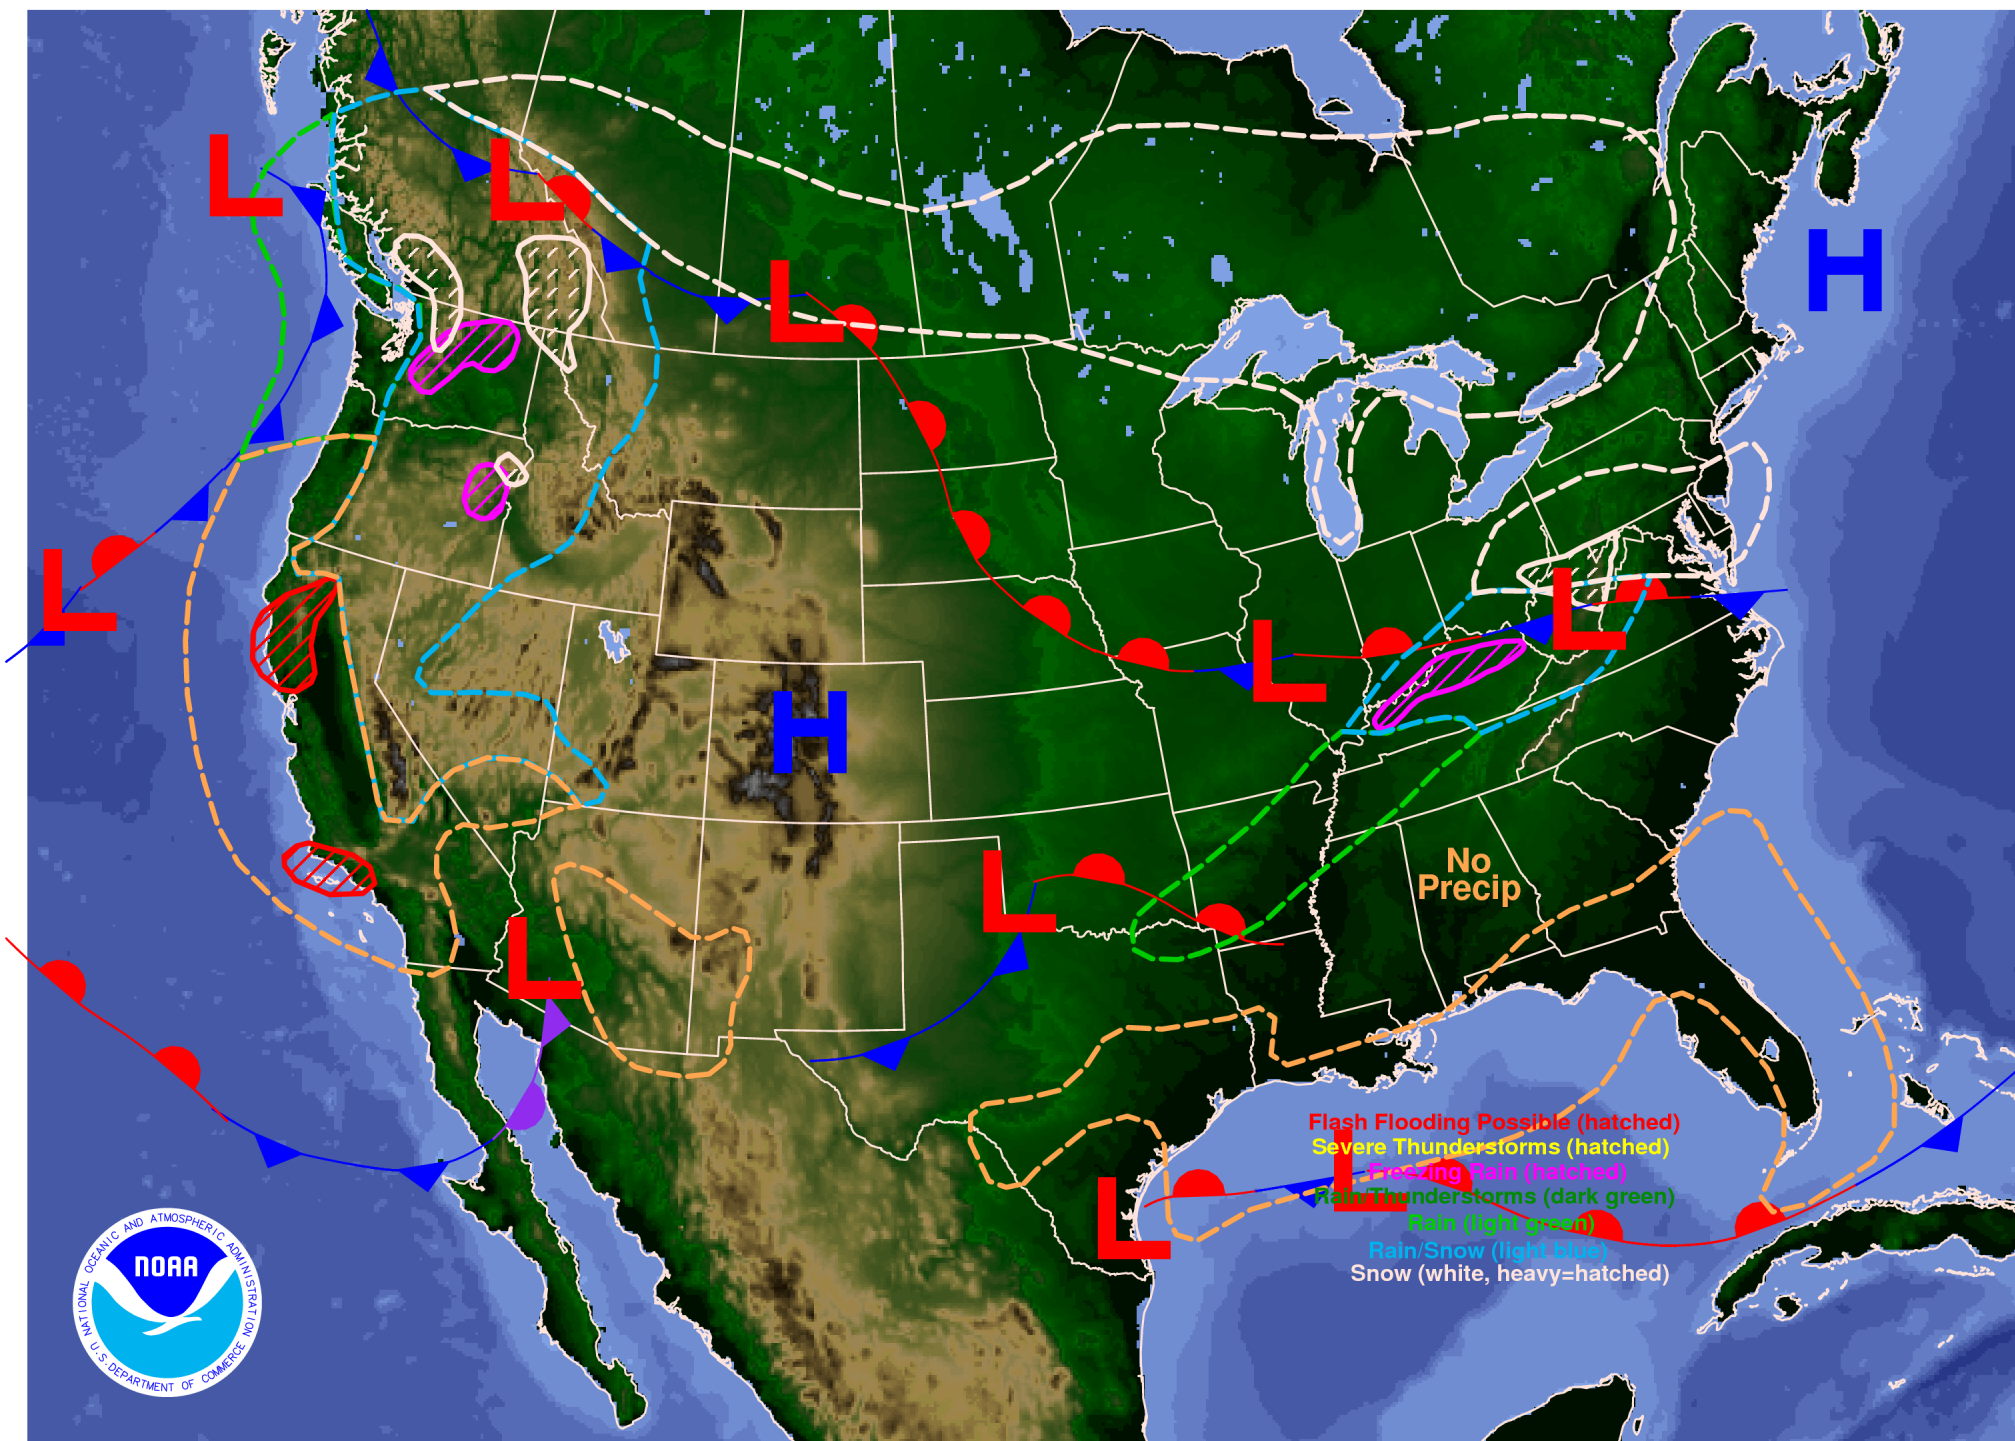 L
L
H
L
L
L
L
H
No
Precip
L
L
Flash Flooding Possible (hatched)
Severe Thunderstorms (hatched)
Freezing Rain (hatched)
Rain/Thunderstorms (dark green)
Rain (light green)
Rain/Snow (light blue)
Snow (white, heavy=hatched)
L
L
NATIONAL OCEANIC AND ATMOSPHERIC ADMINISTRATION
NOAA
U.S. DEPARTMENT OF COMMERCE